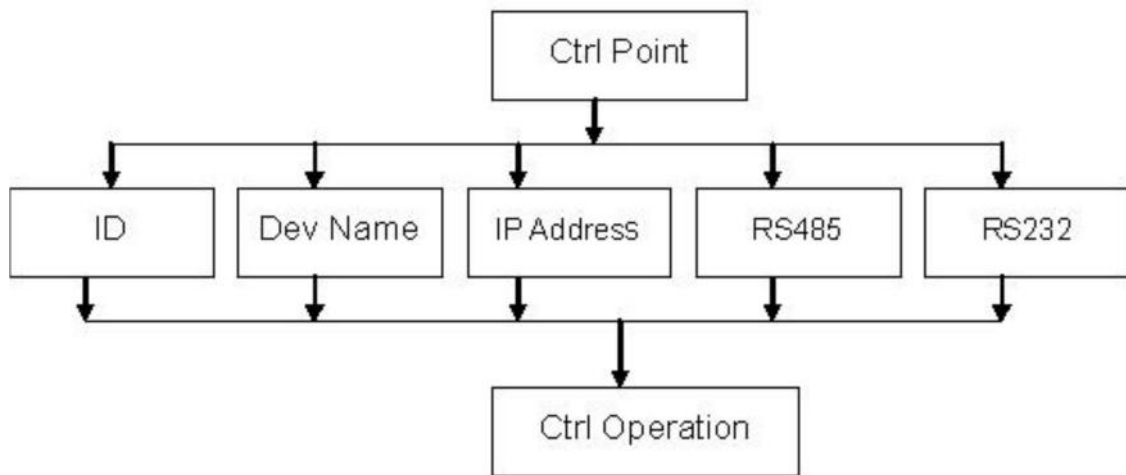 Ctrl Point
ID
Dev Name
IP Address
RS485
RS232
Ctrl Operation